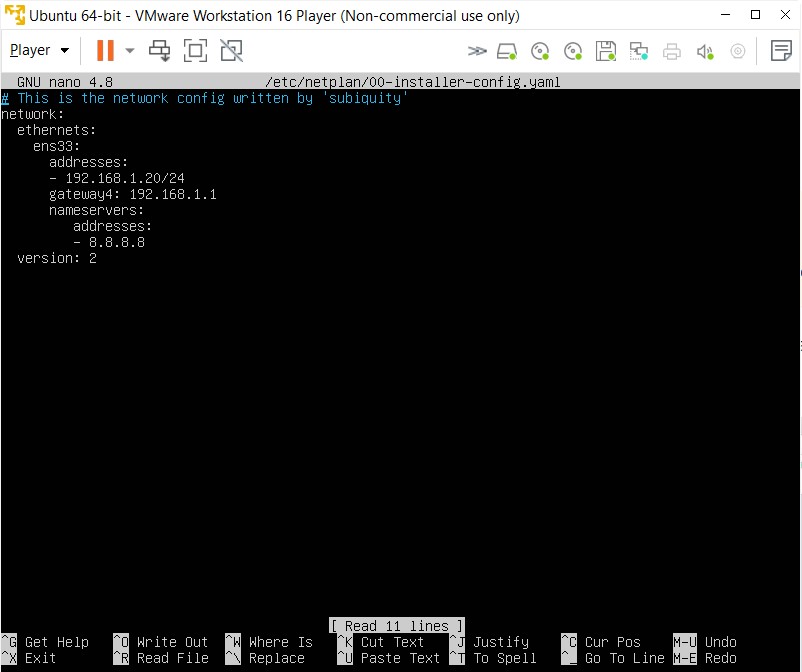 Ubuntu 64-bit - VMware Workstation 16 Player (Non-commercial use only)
Player
GNU nano 4.8 /etc/netplan/00-installer-config.yaml
# This is the network config written by 'subiquity'
network:
  ethernets:
    ens33:
      addresses:
      - 192.168.1.20/24
      gateway4: 192.168.1.1
      nameservers:
         addresses:
         - 8.8.8.8
  version: 2
[ Read 11 lines ]
^G Get Help ^O Write Out ^W Where Is ^K Cut Text ^J Justify ^C Cur Pos M-U Undo
^X Exit ^R Read File ^\ Replace ^U Paste Text ^T To Spell ^_ Go To Line M-E Redo